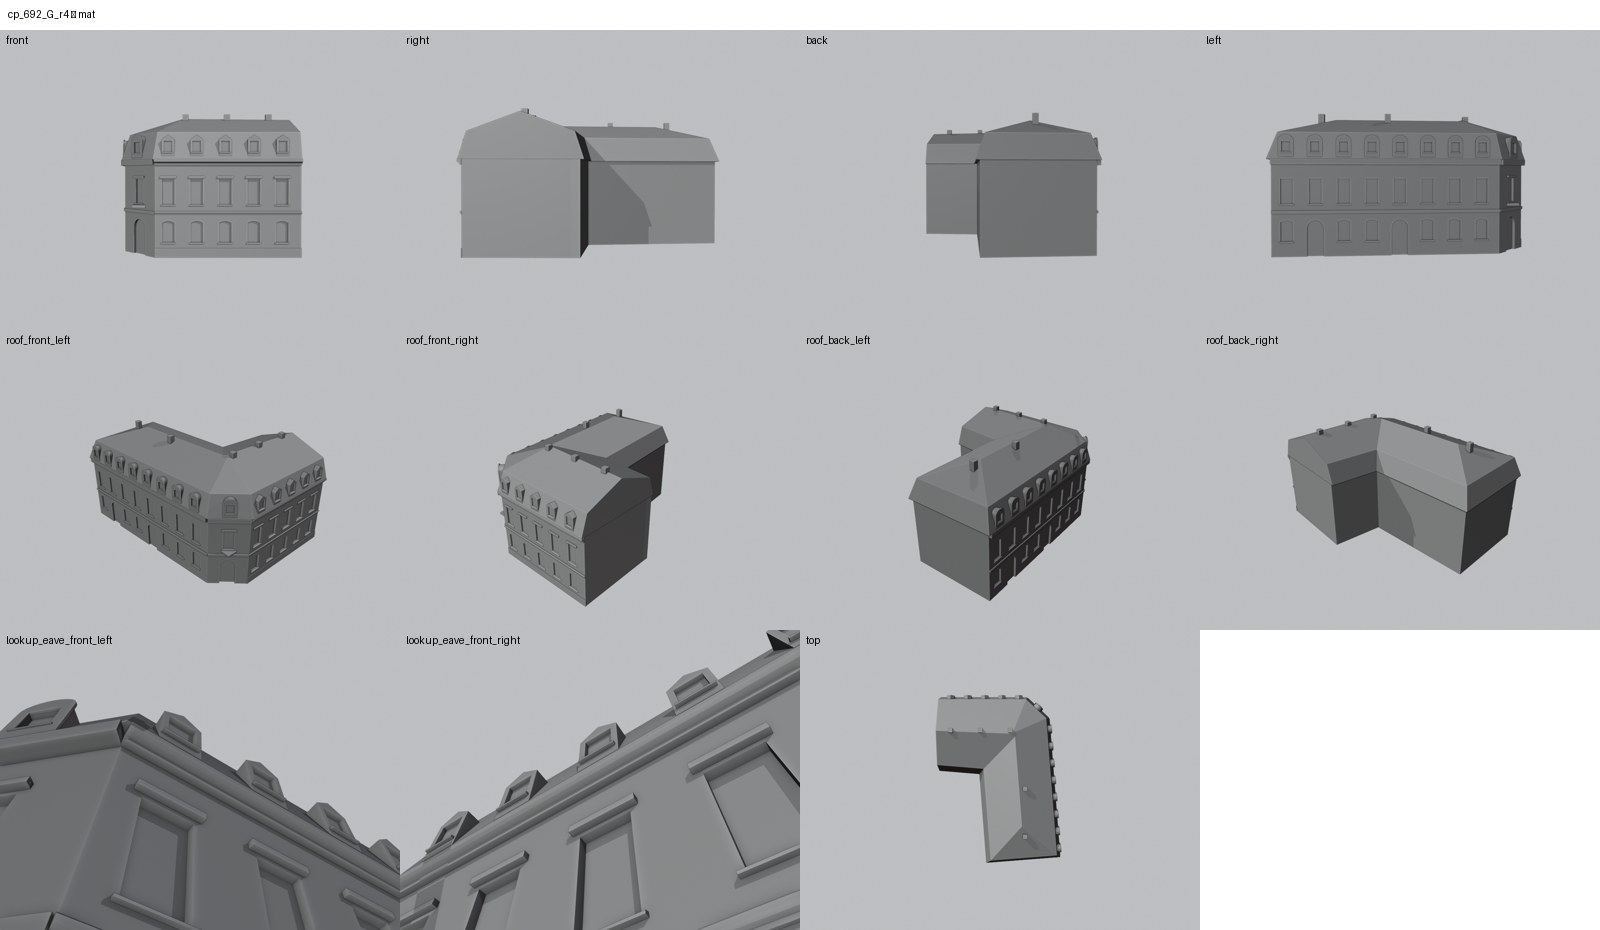 cp_692_G_r4▯mat
front
right
back
left
roof_front_left
roof_front_right
roof_back_left
roof_back_right
lookup_eave_front_left
lookup_eave_front_right
top